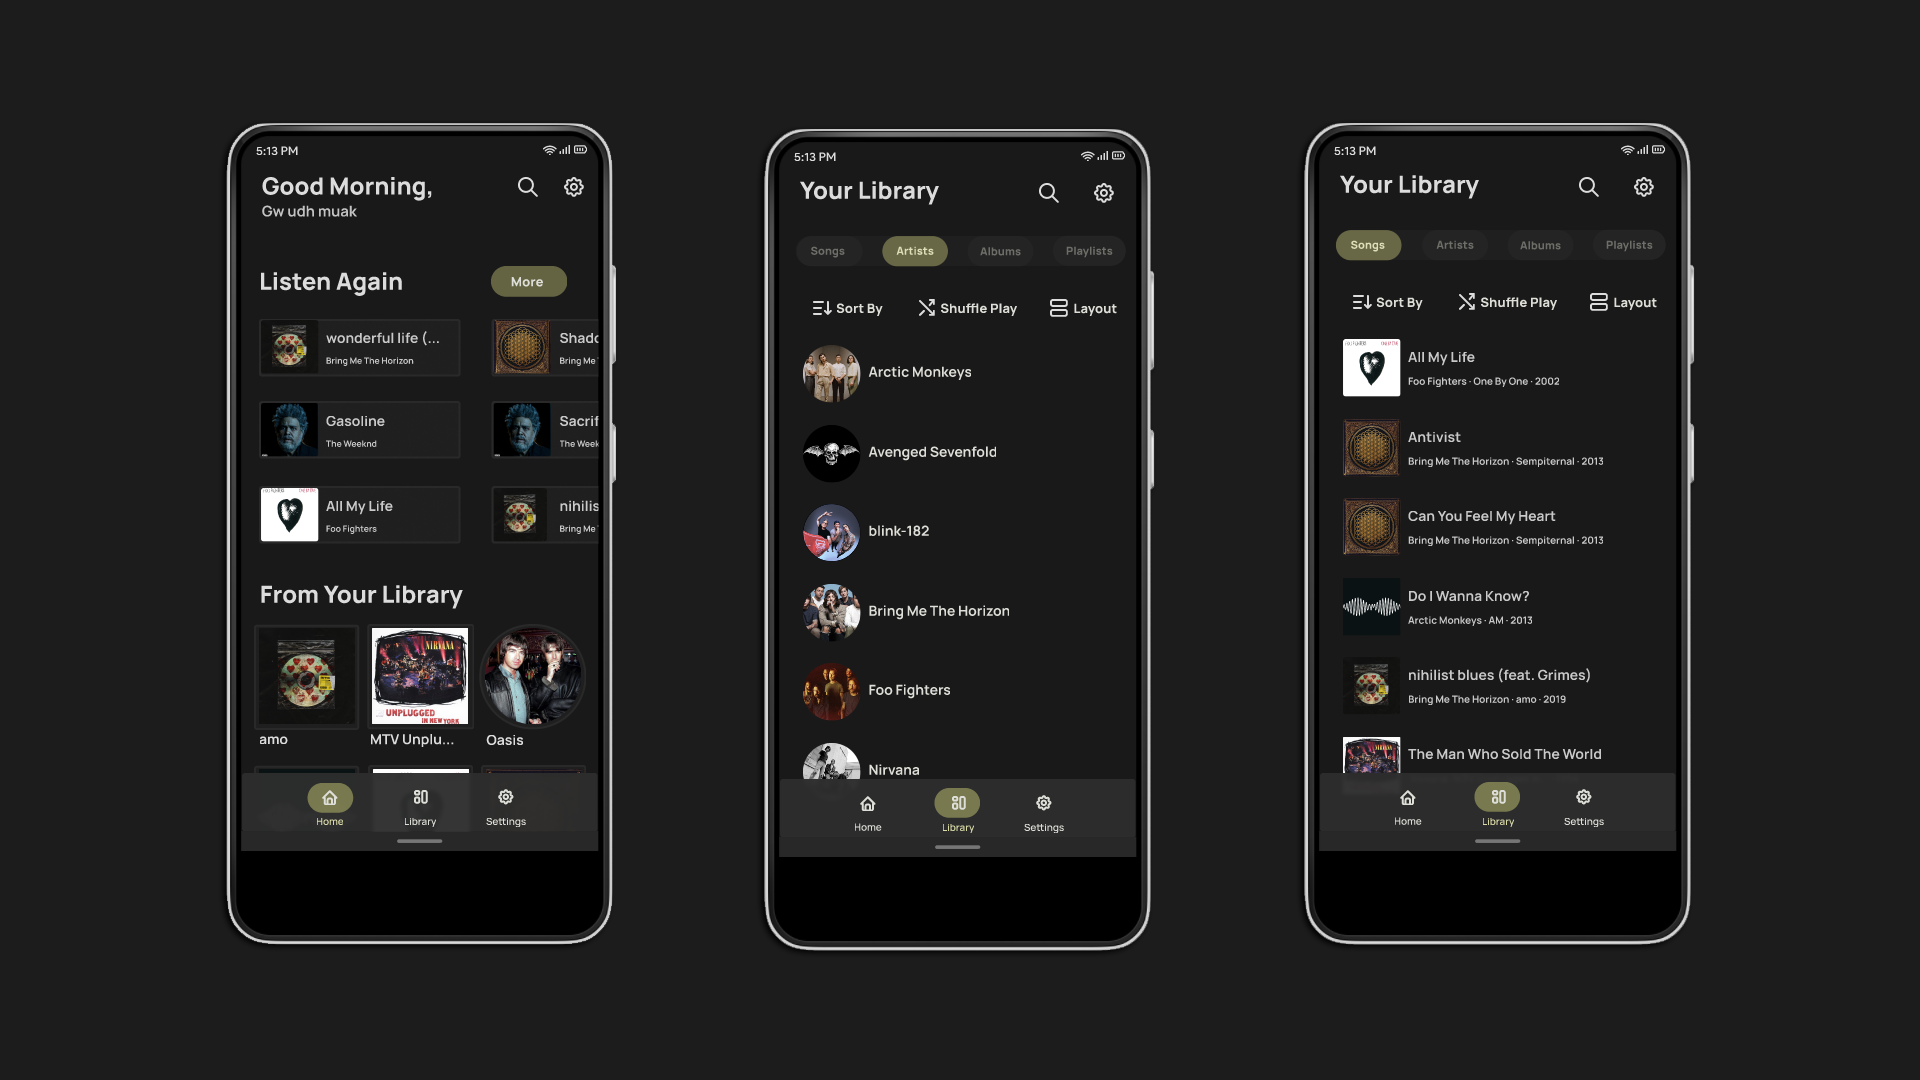 5:13 PM
Good Morning,
Gw udh muak
Listen Again
More
wonderful life (...
Bring Me The Horizon
Shado
Bring Me T
Gasoline
The Weeknd
Sacrif
The Week
All My Life
Foo Fighters
nihilis
Bring Me T
From Your Library
NIRVANA
UNPLUGGED
IN NEW YORK
amo
MTV Unplu...
Oasis
Home
Library
Settings
5:13 PM
Your Library
Songs
Artists
Albums
Playlists
Sort By
Shuffle Play
Layout
Arctic Monkeys
Avenged Sevenfold
blink-182
Bring Me The Horizon
Foo Fighters
Nirvana
Home
Library
Settings
5:13 PM
Your Library
Songs
Artists
Albums
Playlists
Sort By
Shuffle Play
Layout
All My Life
Foo Fighters · One By One · 2002
Antivist
Bring Me The Horizon · Sempiternal · 2013
Can You Feel My Heart
Bring Me The Horizon · Sempiternal · 2013
Do I Wanna Know?
Arctic Monkeys · AM · 2013
nihilist blues (feat. Grimes)
Bring Me The Horizon · amo · 2019
The Man Who Sold The World
Home
Library
Settings